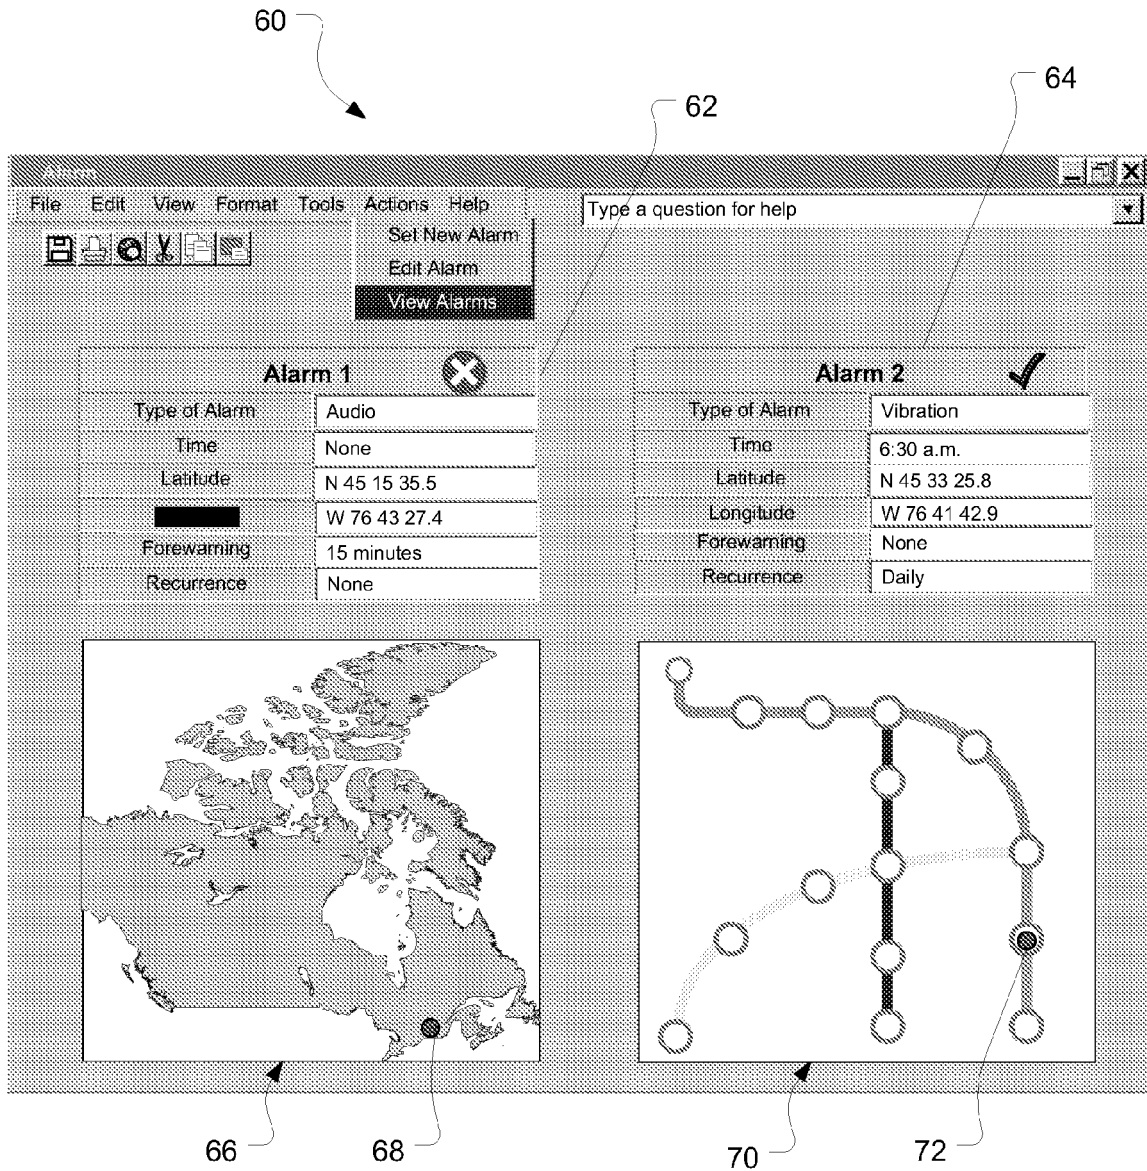 60
62
64
Alarm
File Edit View Format Tools Actions Help
Type a question for help
Set New Alarm
Edit Alarm
View Alarms
Alarm 1
Type of Alarm Audio
Time None
Latitude N 45 15 35.5
W 76 43 27.4
Forewarning 15 minutes
Recurrence None
Alarm 2
Type of Alarm Vibration
Time 6:30 a.m.
Latitude N 45 33 25.8
Longitude W 76 41 42.9
Forewarning None
Recurrence Daily
66
68
70
72